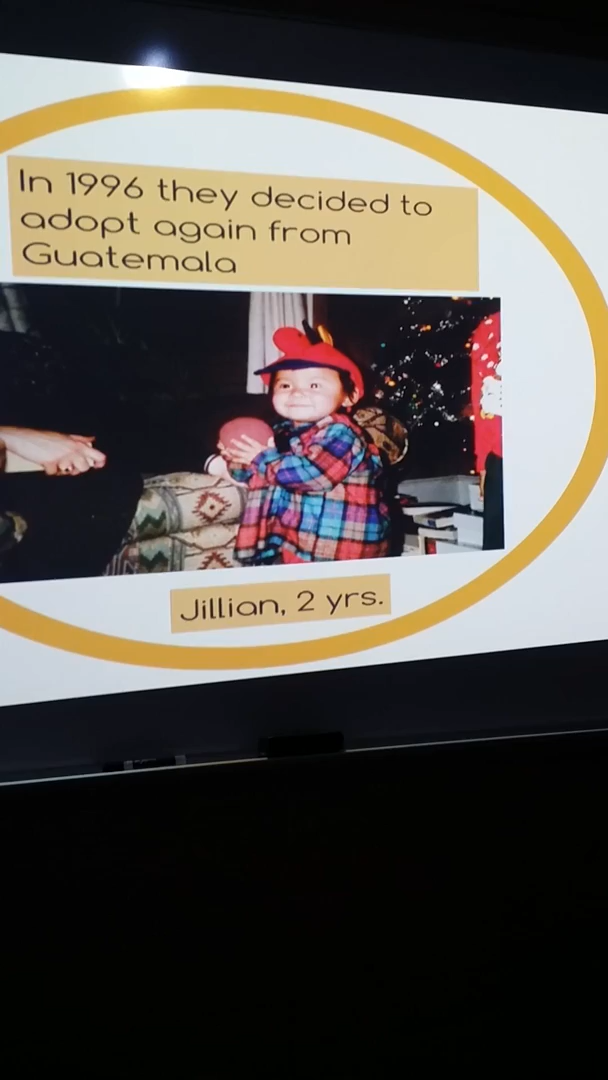 In 1996 they decided to
adopt again from
Guatemala
Jillian, 2 yrs.